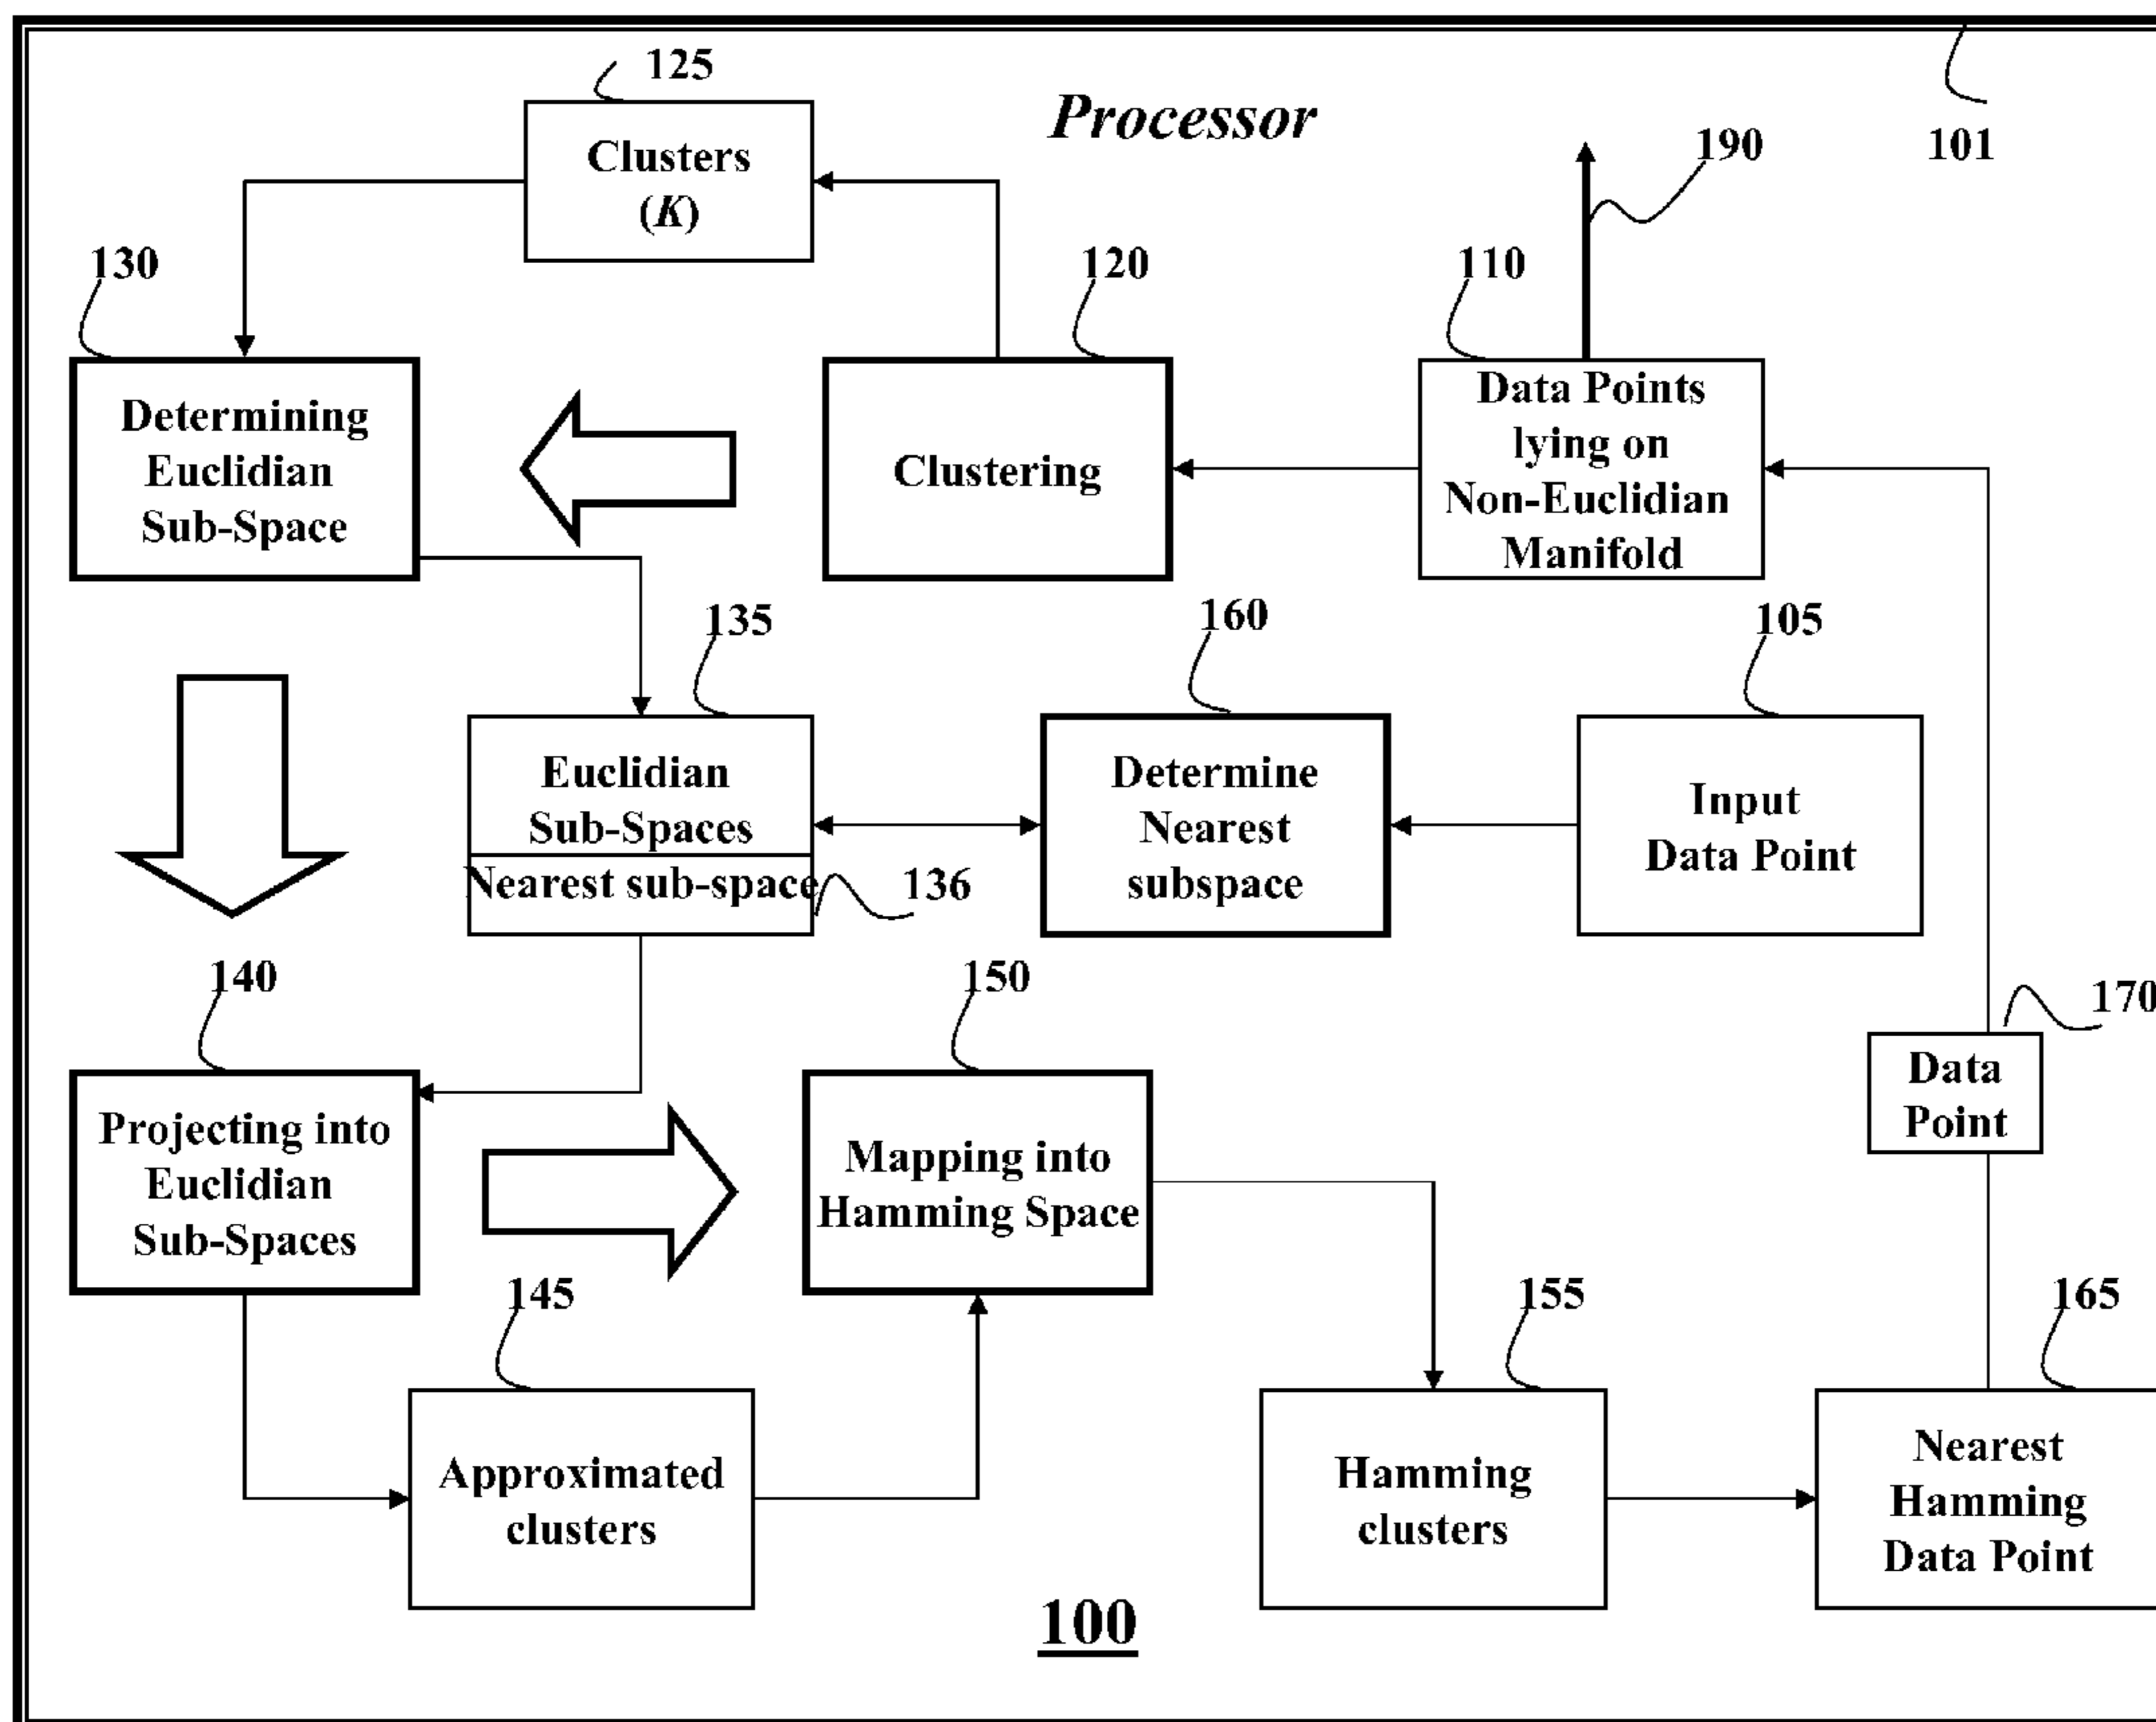 125
Processor
101
190
Clusters
(K)
130
120
110
Determining
Euclidian
Sub-Space
Clustering
Data Points
lying on
Non-Euclidian
Manifold
135
160
105
Euclidian
Sub-Spaces
Nearest sub-space
136
Determine
Nearest
subspace
Input
Data Point
140
150
170
Data
Point
Projecting into
Euclidian
Sub-Spaces
Mapping into
Hamming Space
145
155
165
Approximated
clusters
Hamming
clusters
Nearest
Hamming
Data Point
100